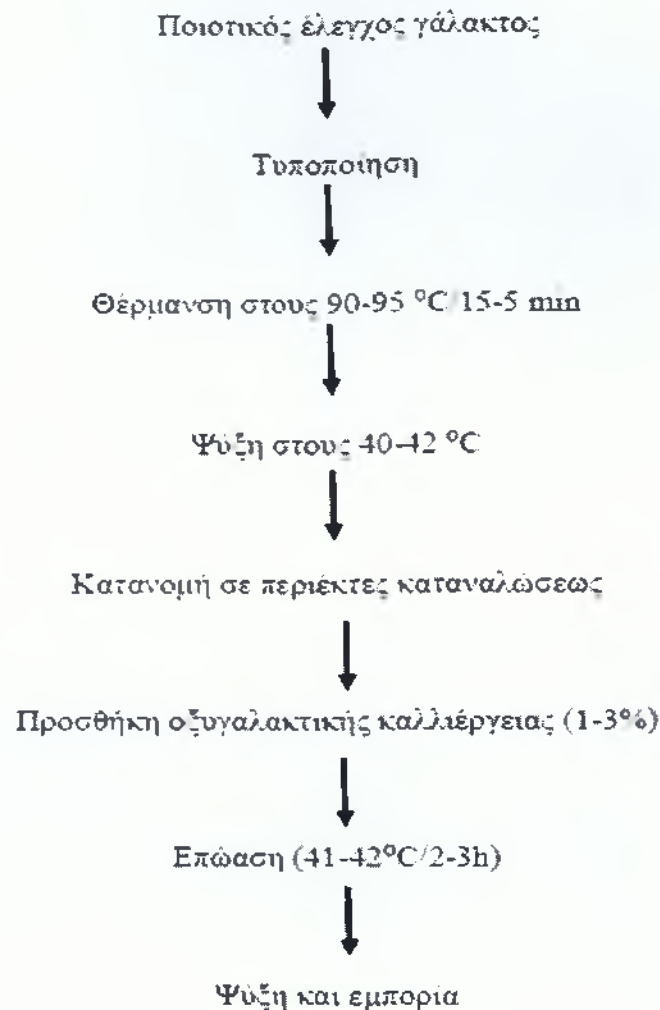 Ποιοτικός έλεγχος γάλακτος
Τυποποίηση
Θέρμανση στους 90-95 °C/15-5 min
Ψύξη στους 40-42 °C
Κατανομή σε περιέκτες καταναλώσεως
Προσθήκη οξυγαλακτικής καλλιέργειας (1-3%)
Επώαση (41-42°C/2-3h)
Ψύξη και εμπορία